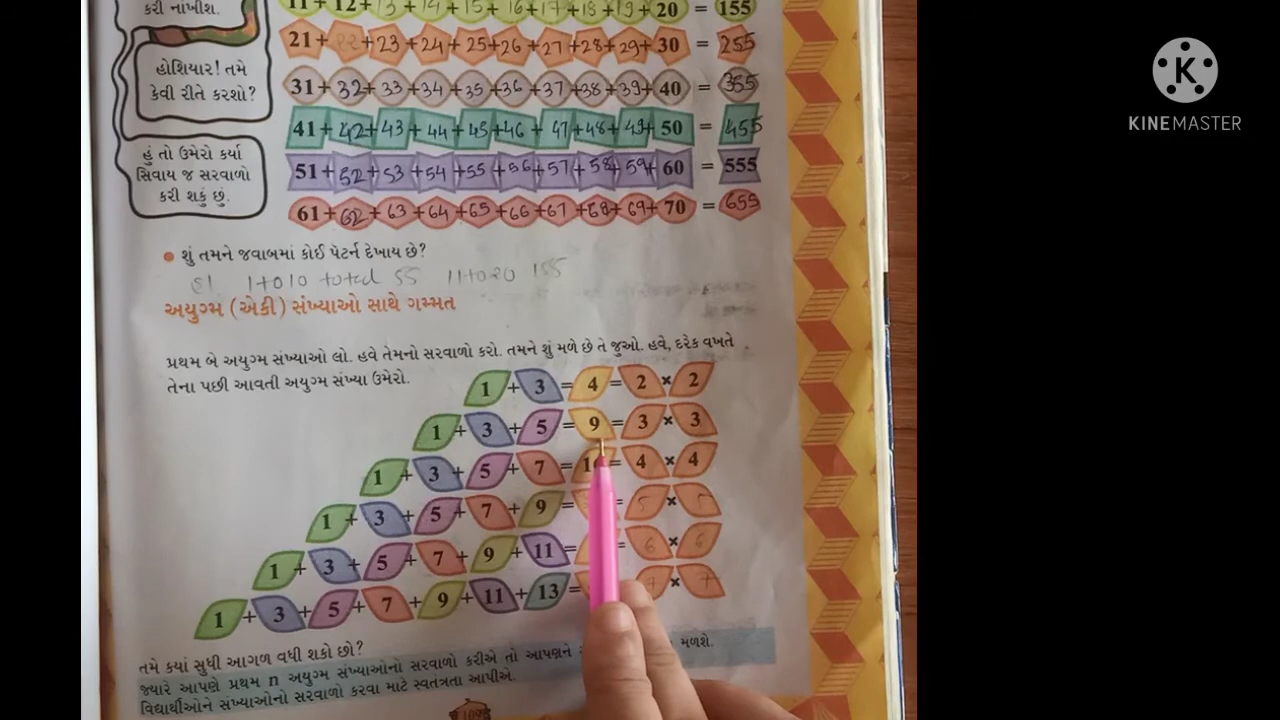 કરી નાંખીશ.
હોશિયાર! તમે
કેવી રીતે કરશો?
હું તો ઉમેરો કર્યા
સિવાય જ સરવાળો
કરી શકું છું.
11+12+13+14+15+16+17+18+19+20 = 155
21+22+23+24+25+26+27+28+29+30 = 255
31+32+33+34+35+36+37+38+39+40 = 355
41+42+43+44+45+46+47+48+49+50 = 455
51+52+53+54+55+56+57+58+59+60 = 555
61+62+63+64+65+66+67+68+69+70 = 655
• શું તમને જવાબમાં કોઈ પૅટર્ન દેખાય છે?
હા 1 to 10 total 55 11 to 20 155
અયુગ્મ (એકી) સંખ્યાઓ સાથે ગમ્મત
પ્રથમ બે અયુગ્મ સંખ્યાઓ લો. હવે તેમનો સરવાળો કરો. તમને શું મળે છે તે જુઓ. હવે, દરેક વખતે
તેના પછી આવતી અયુગ્મ સંખ્યા ઉમેરો.
1 + 3 = 4 = 2 × 2
1 + 3 + 5 = 9 = 3 × 3
1 + 3 + 5 + 7 = = 4 × 4
1 + 3 + 5 + 7 + 9 = 5 × 5
1 + 3 + 5 + 7 + 9 + 11 = = 6 × 6
1 + 3 + 5 + 7 + 9 + 11 + 13 = 7 × 7
તમે ક્યાં સુધી આગળ વધી શકો છો?
જ્યારે આપણે પ્રથમ n અયુગ્મ સંખ્યાઓનો સરવાળો કરીએ તો આપણને મળશે.
વિદ્યાર્થીઓને સંખ્યાઓનો સરવાળો કરવા માટે સ્વતંત્રતા આપીએ.
109
K
KINEMASTER